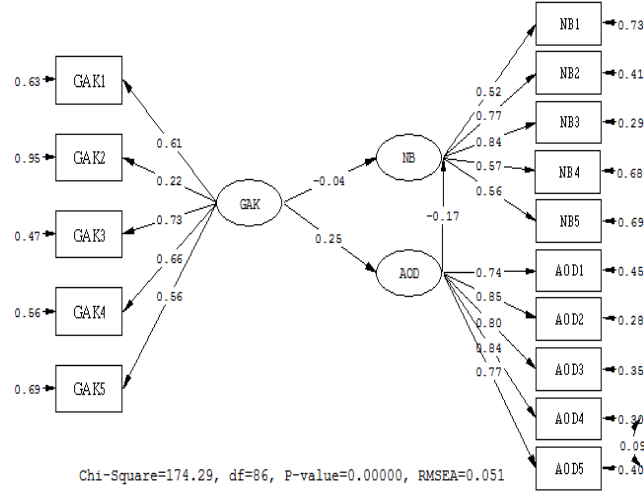 NB1
0.73
0.63
GAK1
NB2
0.41
0.52
0.77
NB3
0.29
0.61
0.84
0.95
GAK2
NB
0.57
NB4
0.68
0.22
-0.04
0.56
GAK
0.73
-0.17
NB5
0.69
0.47
GAK3
0.25
0.66
AOD
0.74
AOD1
0.45
0.56
0.85
0.56
GAK4
0.80
AOD2
0.28
0.84
0.77
AOD3
0.35
0.69
GAK5
AOD4
0.30
0.09
AOD5
0.40
Chi-Square=174.29, df=86, P-value=0.00000, RMSEA=0.051